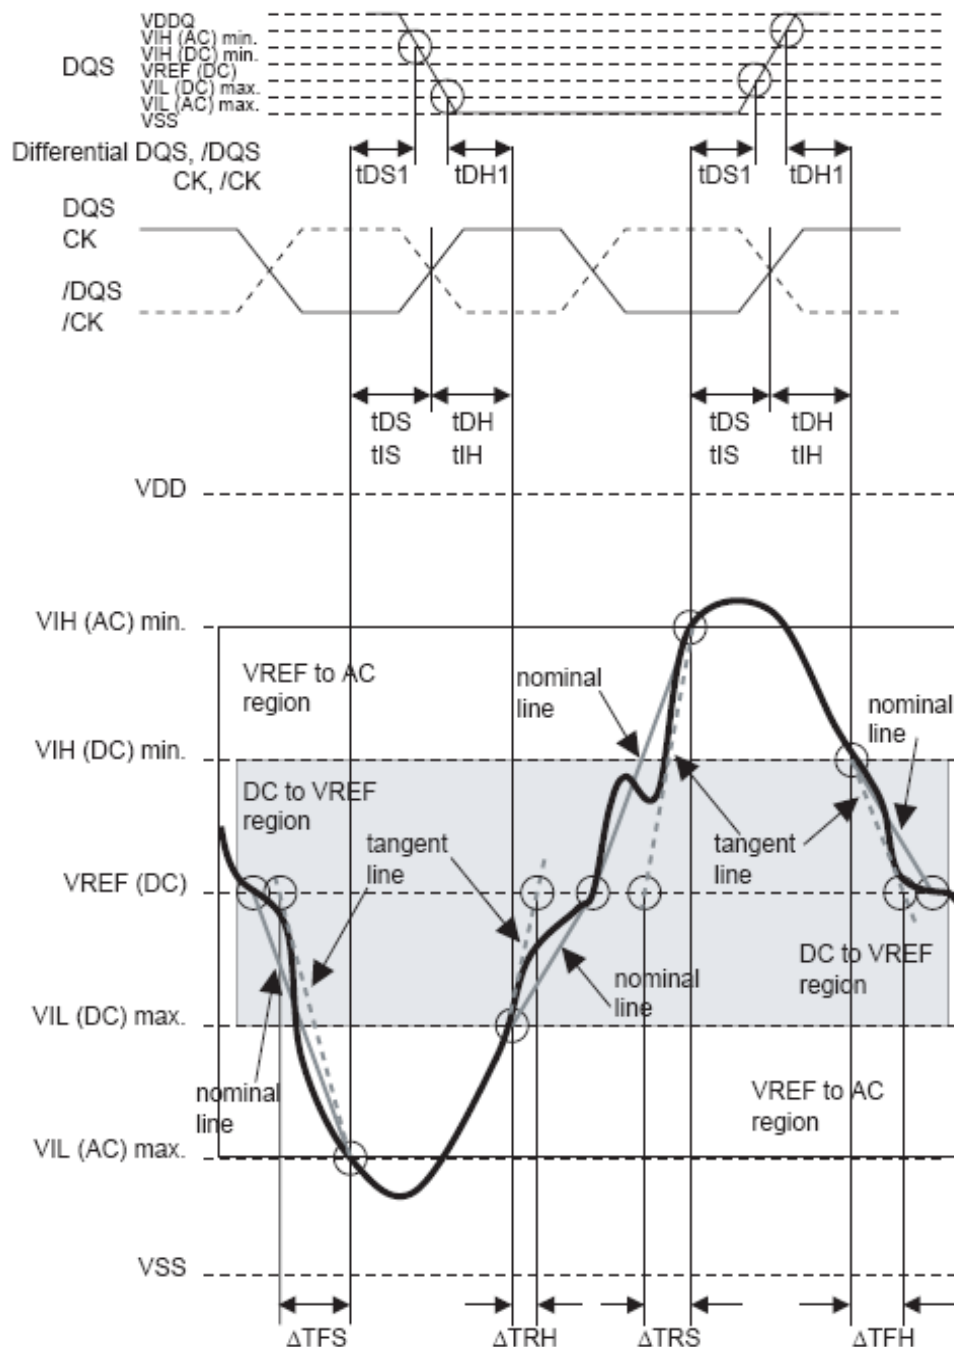 VDDQ
VIH (AC) min.
VIH (DC) min.
DQS
VREF (DC)
VIL (DC) max.
VIL (AC) max.
VSS
Differential DQS, /DQS
CK, /CK
tDS1
tDH1
tDS1
tDH1
DQS
CK
/DQS
/CK
tDS
tIS
tDH
tIH
tDS
tIS
tDH
tIH
VDD
VIH (AC) min.
VREF to AC
region
nominal
line
nominal
line
VIH (DC) min.
DC to VREF
region
tangent
line
tangent
line
VREF (DC)
DC to VREF
region
nominal
line
VIL (DC) max.
nominal
line
VREF to AC
region
VIL (AC) max.
VSS
ΔTFS
ΔTRH
ΔTRS
ΔTFH